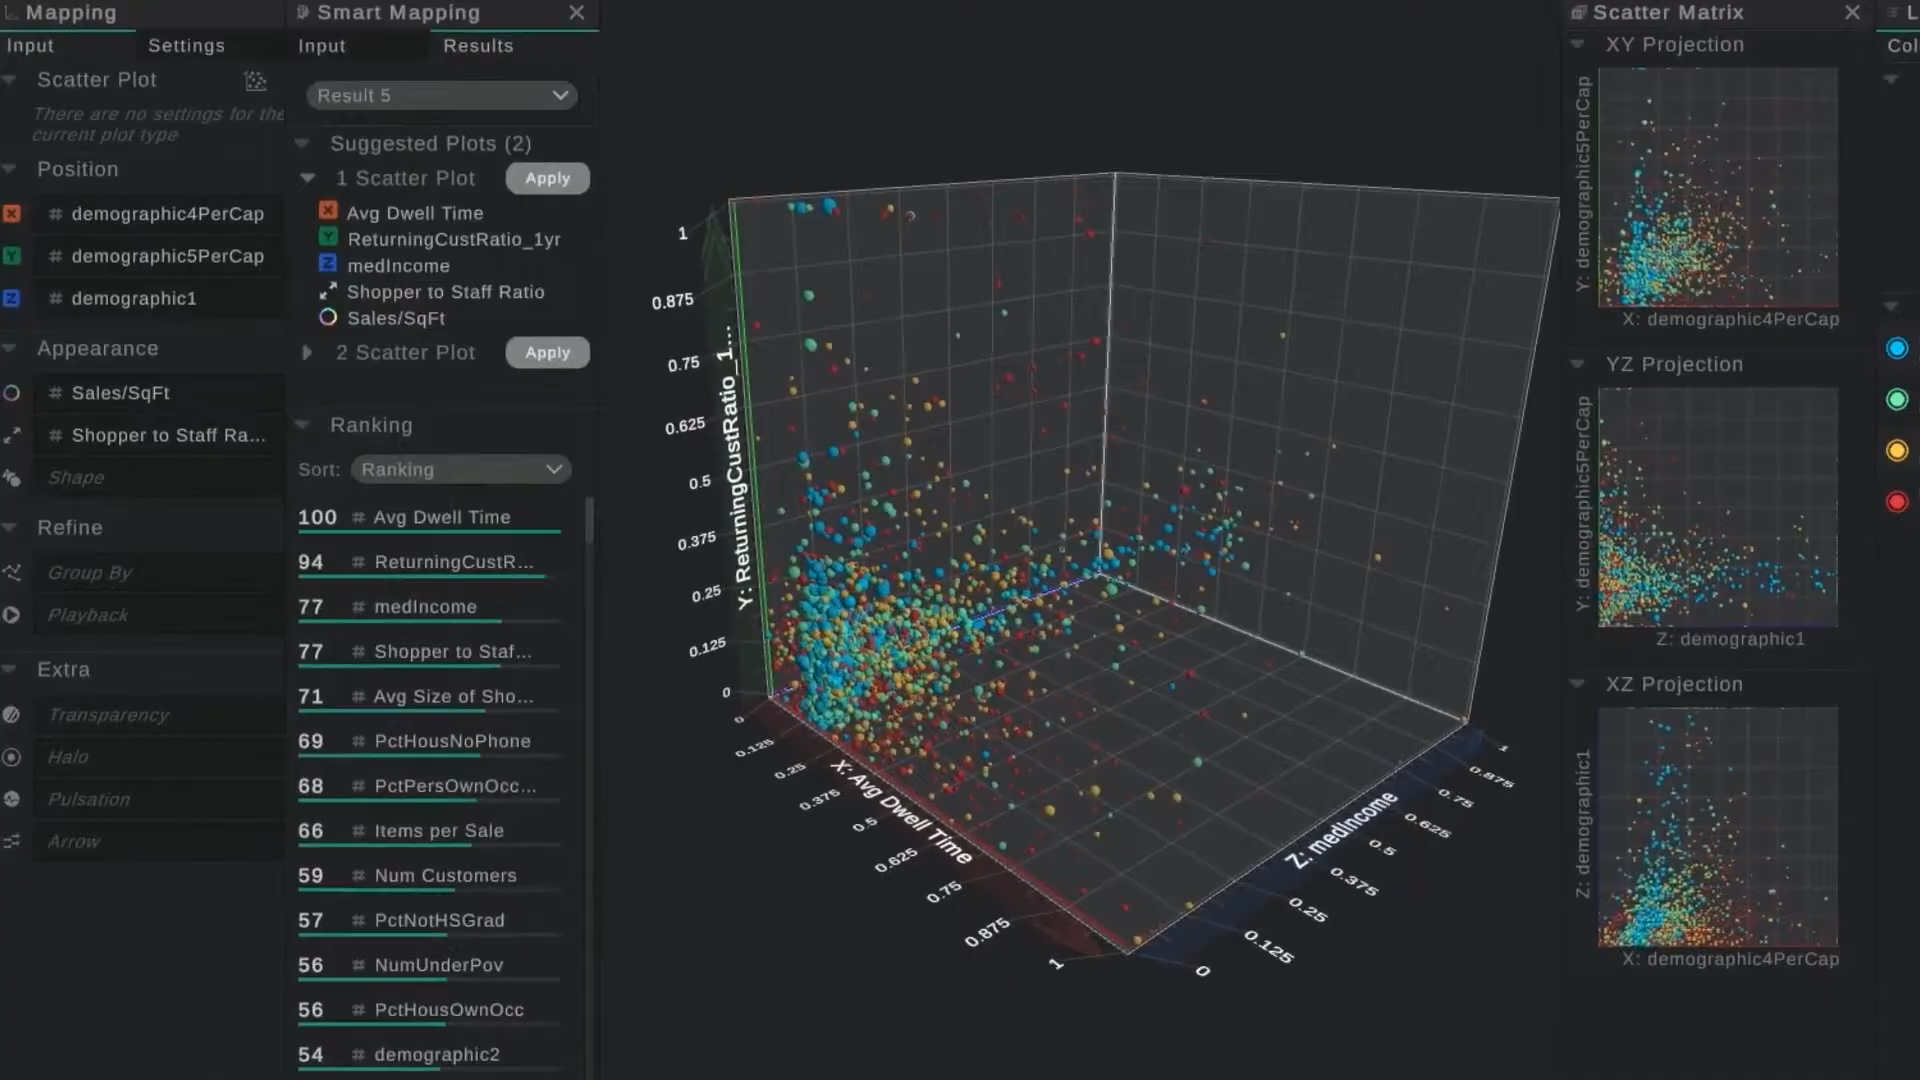 Mapping
Input
Settings
Scatter Plot
There are no settings for the
current plot type
Position
X
# demographic4PerCap
Y
# demographic5PerCap
Z
# demographic1
Appearance
# Sales/SqFt
# Shopper to Staff Ra...
Shape
Refine
Group By
Playback
Extra
Transparency
Halo
Pulsation
Arrow
Smart Mapping
Input
Results
Result 5
Suggested Plots (2)
1 Scatter Plot
Apply
X Avg Dwell Time
Y ReturningCustRatio_1yr
Z medIncome
Shopper to Staff Ratio
Sales/SqFt
2 Scatter Plot
Apply
Ranking
Sort: Ranking
100 # Avg Dwell Time
94 # ReturningCustR...
77 # medIncome
77 # Shopper to Staf...
71 # Avg Size of Sho...
69 # PctHousNoPhone
68 # PctPersOwnOcc...
66 # Items per Sale
59 # Num Customers
57 # PctNotHSGrad
56 # NumUnderPov
56 # PctHousOwnOcc
54 # demographic2
1
0.875
0.75
0.625
0.5
0.375
0.25
0.125
0
Y: ReturningCustRatio_1...
0
0.125
0.25
0.375
0.5
0.625
0.75
0.875
1
X: Avg Dwell Time
1
0.875
0.75
0.625
0.5
0.375
0.25
0.125
0
Z: medIncome
Scatter Matrix
XY Projection
Y: demographic5PerCap
X: demographic4PerCap
YZ Projection
Y: demographic5PerCap
Z: demographic1
XZ Projection
Z: demographic1
X: demographic4PerCap
L
Col